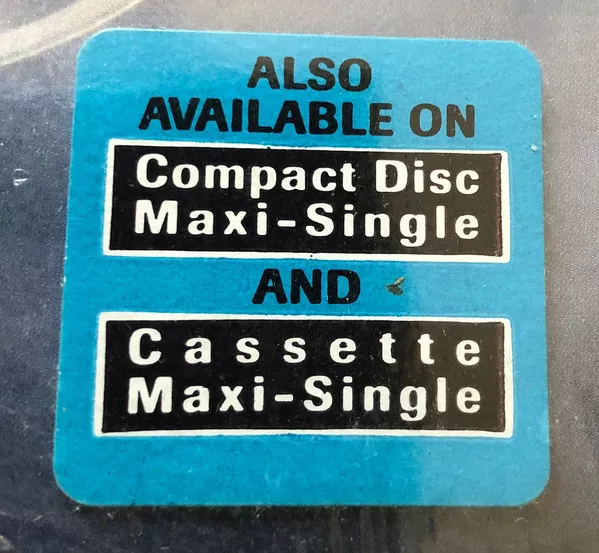 ALSO
AVAILABLE ON
Compact Disc
Maxi-Single
AND
Cassette
Maxi-Single